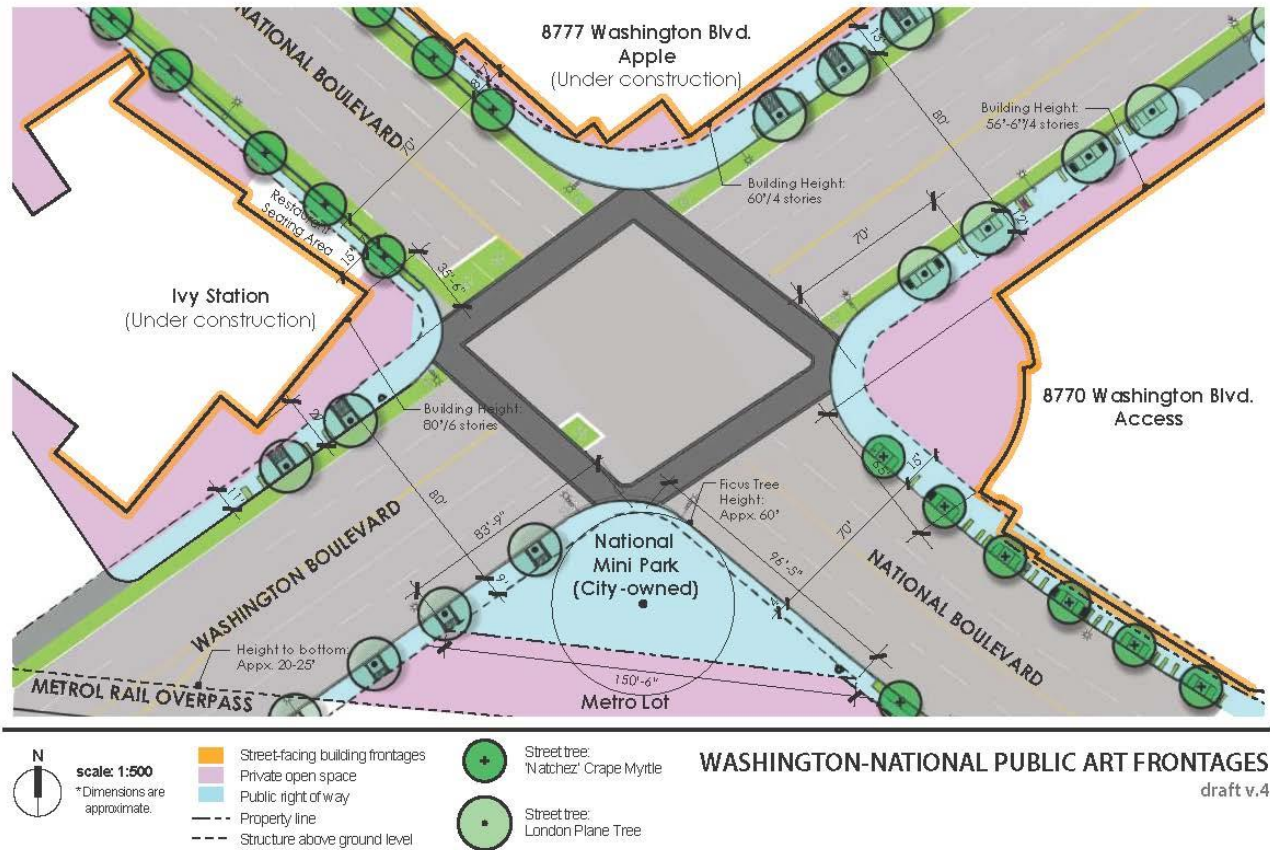 NATIONAL BOULEVARD
8777 Washington Blvd.
Apple
(Under construction)
Building Height:
56'-6"/4 stories
Building Height:
60'/4 stories
13'
80'
8'
70'
70'
12'
Restaurant
Seating Area
15'
35'-6"
Ivy Station
(Under construction)
Building Height:
80'/6 stories
8770 Washington Blvd.
Access
11'
80'
WASHINGTON BOULEVARD
83'-9"
9'
Ficus Tree
Height:
Appx. 60'
65'
15'
70'
National
Mini Park
(City-owned)
96'-5"
NATIONAL BOULEVARD
Height to bottom:
Appx. 20-25'
METROL RAIL OVERPASS
150'-6"
Metro Lot
N
scale: 1:500
*Dimensions are
approximate.
Street-facing building frontages
Private open space
Public right of way
Property line
Structure above ground level
Street tree:
'Natchez' Crape Myrtle
Street tree:
London Plane Tree
WASHINGTON-NATIONAL PUBLIC ART FRONTAGES
draft v.4